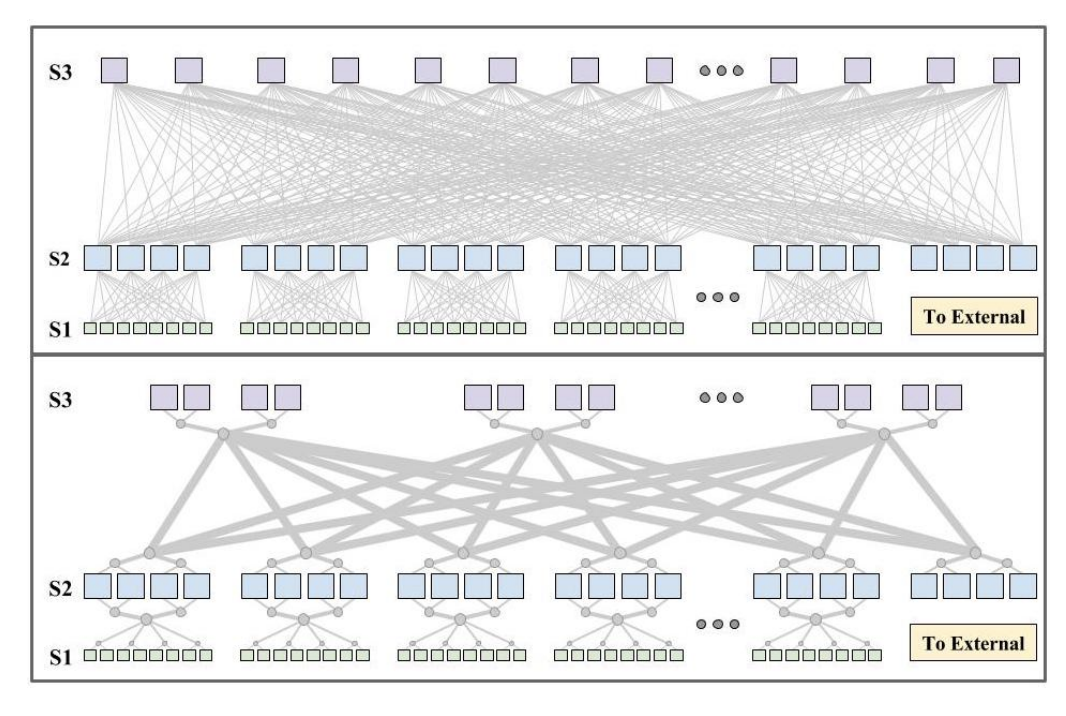 S3
S2
S1
To External
S3
S2
S1
To External